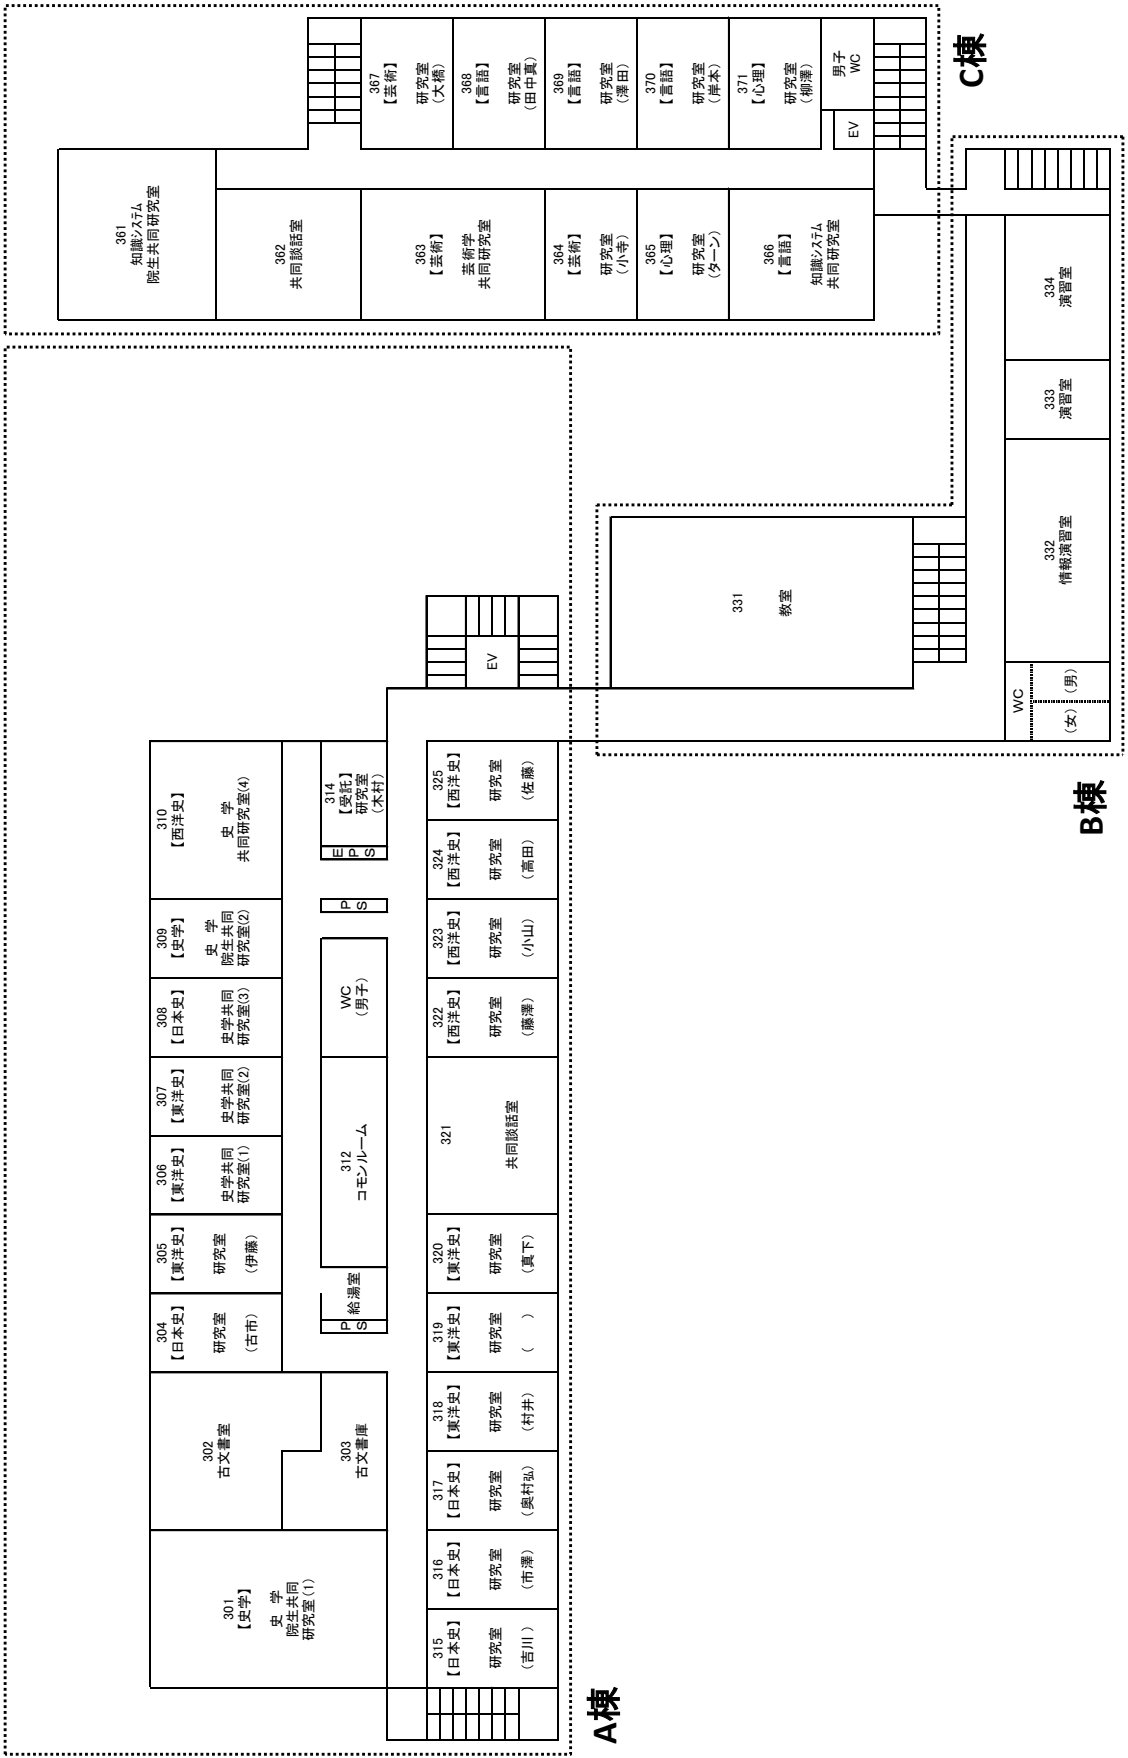 A棟
301
【史学】
史 学
院生共同
研究室(1)
302
古文書室
303
古文書庫
304
【日本史】
研究室
(古市)
305
【東洋史】
研究室
(伊藤)
306
【東洋史】
史学共同
研究室(1)
307
【東洋史】
史学共同
研究室(2)
308
【日本史】
史学共同
研究室(3)
309
【史学】
史 学
院生共同
研究室(2)
310
【西洋史】
史 学
共同研究室(4)
PS
給湯室
312
コモンルーム
WC
(男子)
PS
EPS
314
【受託】
研究室
(木村)
315
【日本史】
研究室
(吉川)
316
【日本史】
研究室
(市澤)
317
【日本史】
研究室
(奥村弘)
318
【東洋史】
研究室
(村井)
319
【東洋史】
研究室
( )
320
【東洋史】
研究室
(真下)
321
共同談話室
322
【西洋史】
研究室
(藤澤)
323
【西洋史】
研究室
(小山)
324
【西洋史】
研究室
(高田)
325
【西洋史】
研究室
(佐藤)
EV
B棟
331
教室
WC
(女)
(男)
332
情報演習室
333
演習室
334
演習室
C棟
361
知識システム
院生共同研究室
362
共同談話室
363
【芸術】
芸術学
共同研究室
364
【芸術】
研究室
(小寺)
365
【心理】
研究室
(ターン)
366
【言語】
知識システム
共同研究室
367
【芸術】
研究室
(大橋)
368
【言語】
研究室
(田中真)
369
【言語】
研究室
(澤田)
370
【言語】
研究室
(岸本)
371
【心理】
研究室
(柳澤)
男子
WC
EV